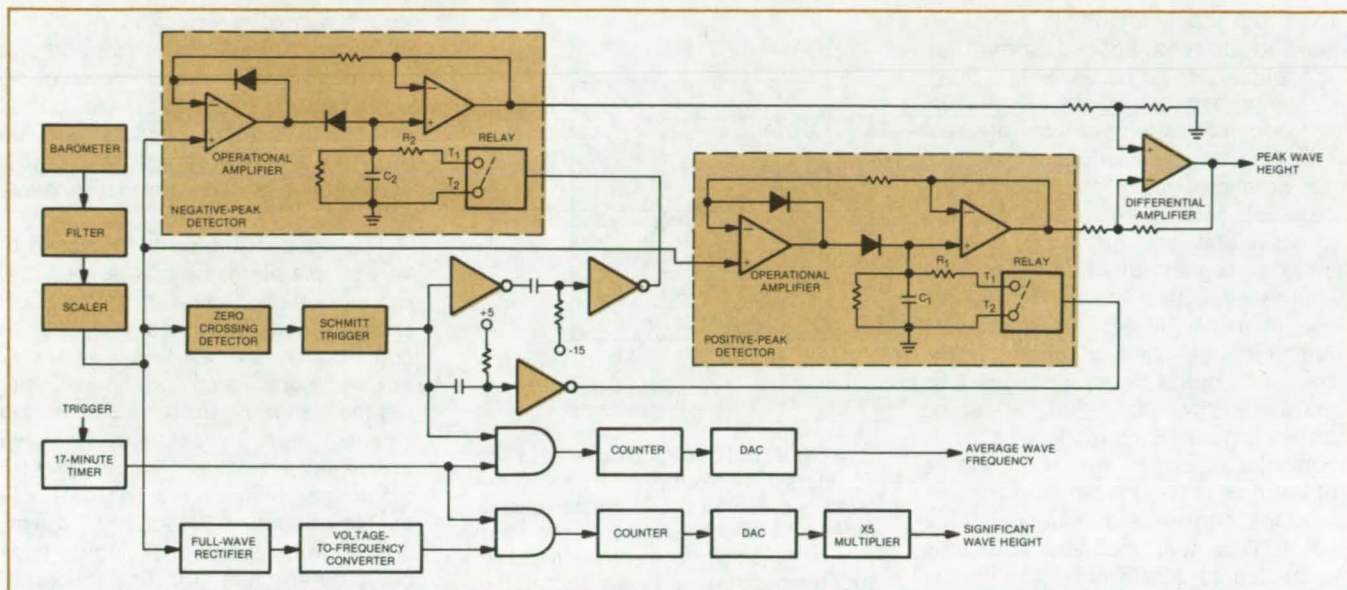 BAROMETER
FILTER
SCALER
TRIGGER
17-MINUTE
TIMER
−
+
OPERATIONAL
AMPLIFIER
R2
C2
−
+
RELAY
T1
T2
NEGATIVE-PEAK
DETECTOR
ZERO
CROSSING
DETECTOR
SCHMITT
TRIGGER
+5
-15
−
+
OPERATIONAL
AMPLIFIER
R1
C1
−
+
RELAY
T1
T2
POSITIVE-PEAK
DETECTOR
+
−
DIFFERENTIAL
AMPLIFIER
PEAK WAVE
HEIGHT
COUNTER
DAC
AVERAGE WAVE
FREQUENCY
FULL-WAVE
RECTIFIER
VOLTAGE-
TO-FREQUENCY
CONVERTER
COUNTER
DAC
X5
MULTIPLIER
SIGNIFICANT
WAVE HEIGHT